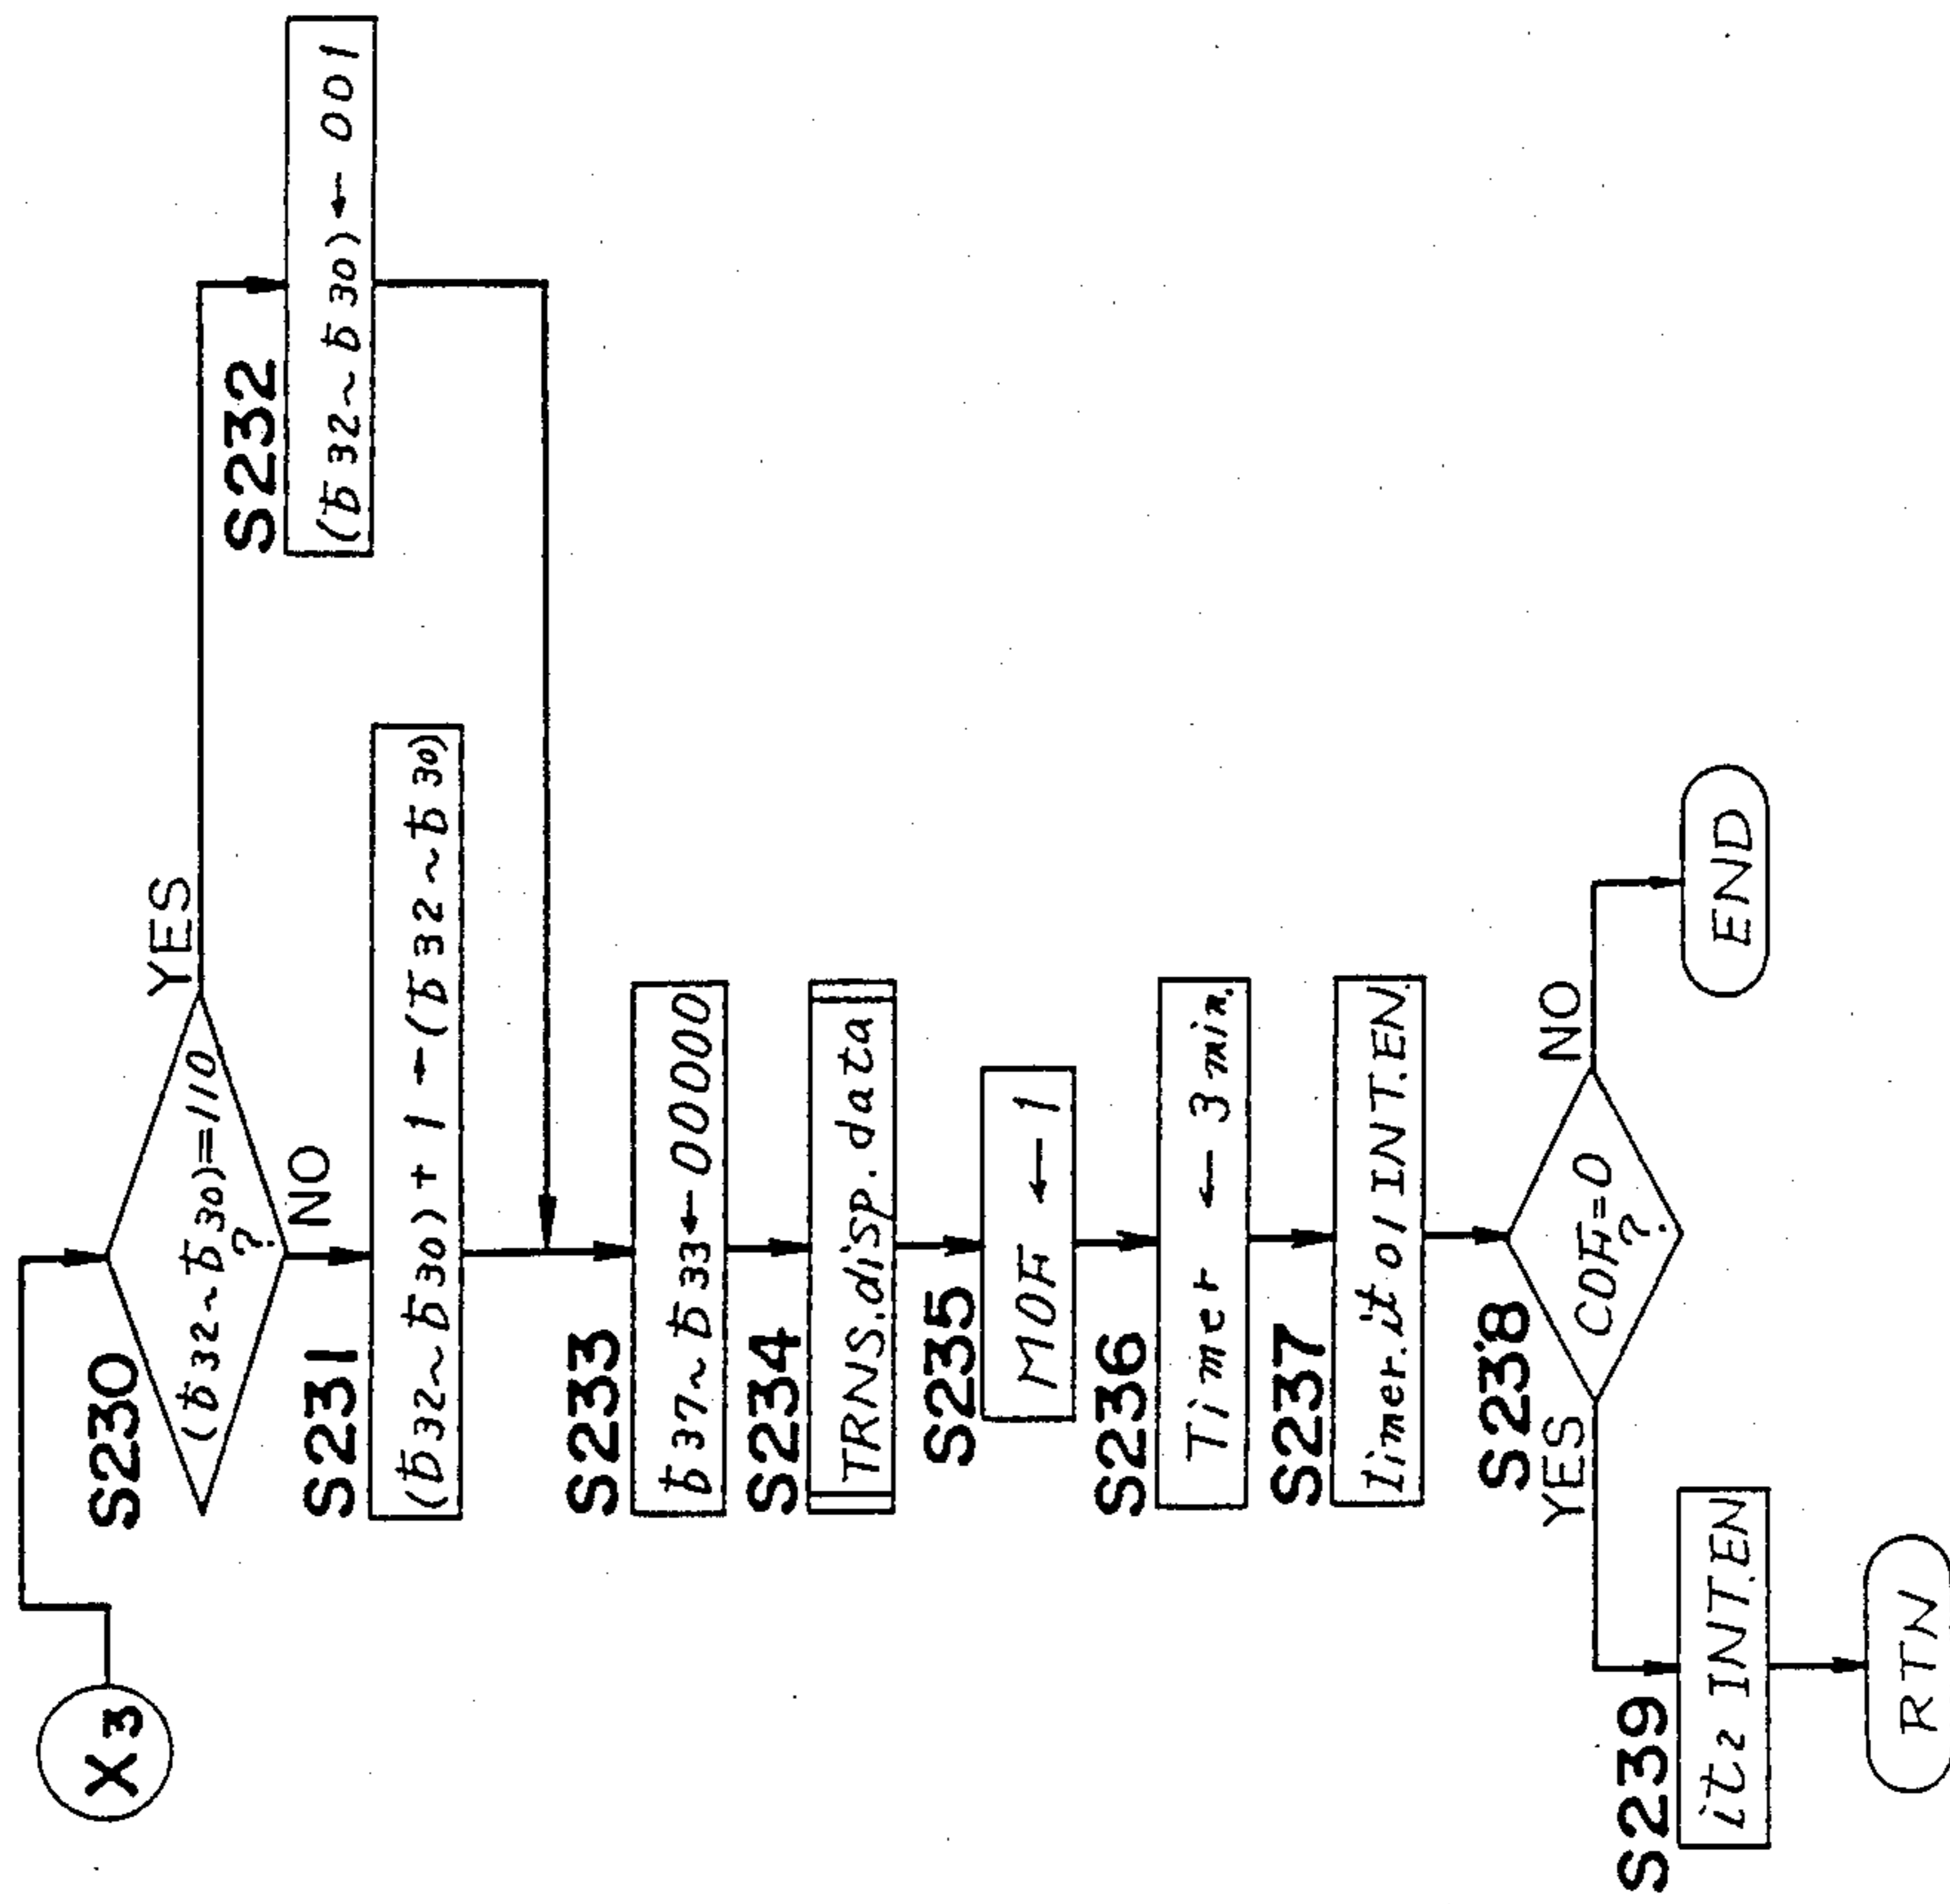 X3
S230
(b32~b30)=110
?
YES
NO
S231
(b32~b30) + 1 → (b32~b30)
S232
(b32~b30) ← 001
S233
b37~b33 ← 00000
S234
TRNS.disp.data
S235
MOF ← 1
S236
Timer ← 3 min.
S237
timer.it01 INT.EN.
S238
COF=0
?
NO
END
YES
S239
it2 INT.EN
RTN